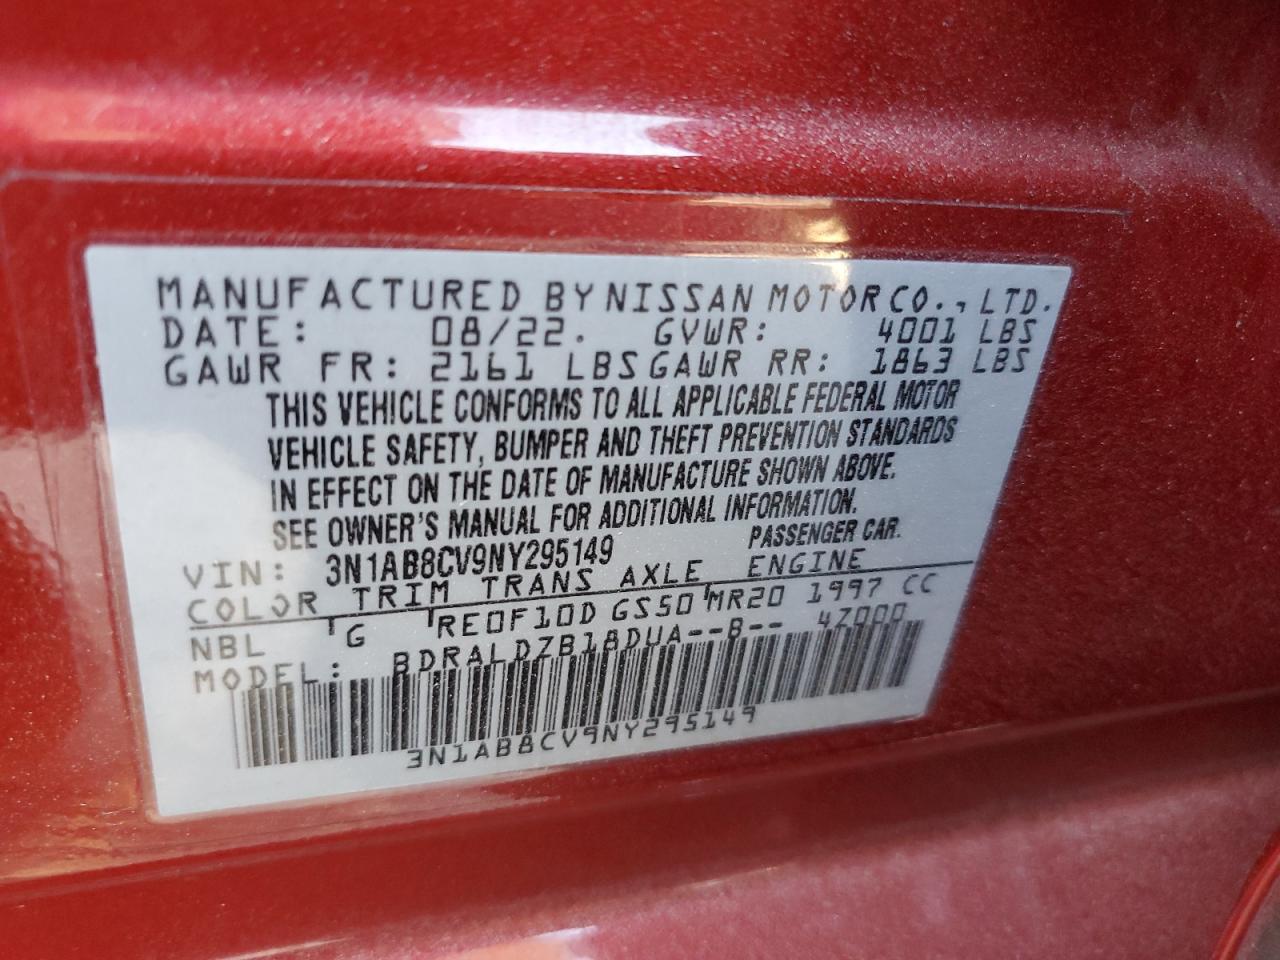 MANUFACTURED BY NISSAN MOTOR CO., LTD.
DATE: 08/22. GVWR: 4001 LBS
GAWR FR: 2161 LBS GAWR RR: 1863 LBS
THIS VEHICLE CONFORMS TO ALL APPLICABLE FEDERAL MOTOR
VEHICLE SAFETY, BUMPER AND THEFT PREVENTION STANDARDS
IN EFFECT ON THE DATE OF MANUFACTURE SHOWN ABOVE.
SEE OWNER'S MANUAL FOR ADDITIONAL INFORMATION.
VIN: 3N1AB8CV9NY295149 PASSENGER CAR.
COLOR TRIM TRANS AXLE ENGINE
NBL G RE0F10D GS50 MR20 1997 CC
MODEL: BDRALDZB18DUA--B-- 4Z000
3N1AB8CV9NY295149